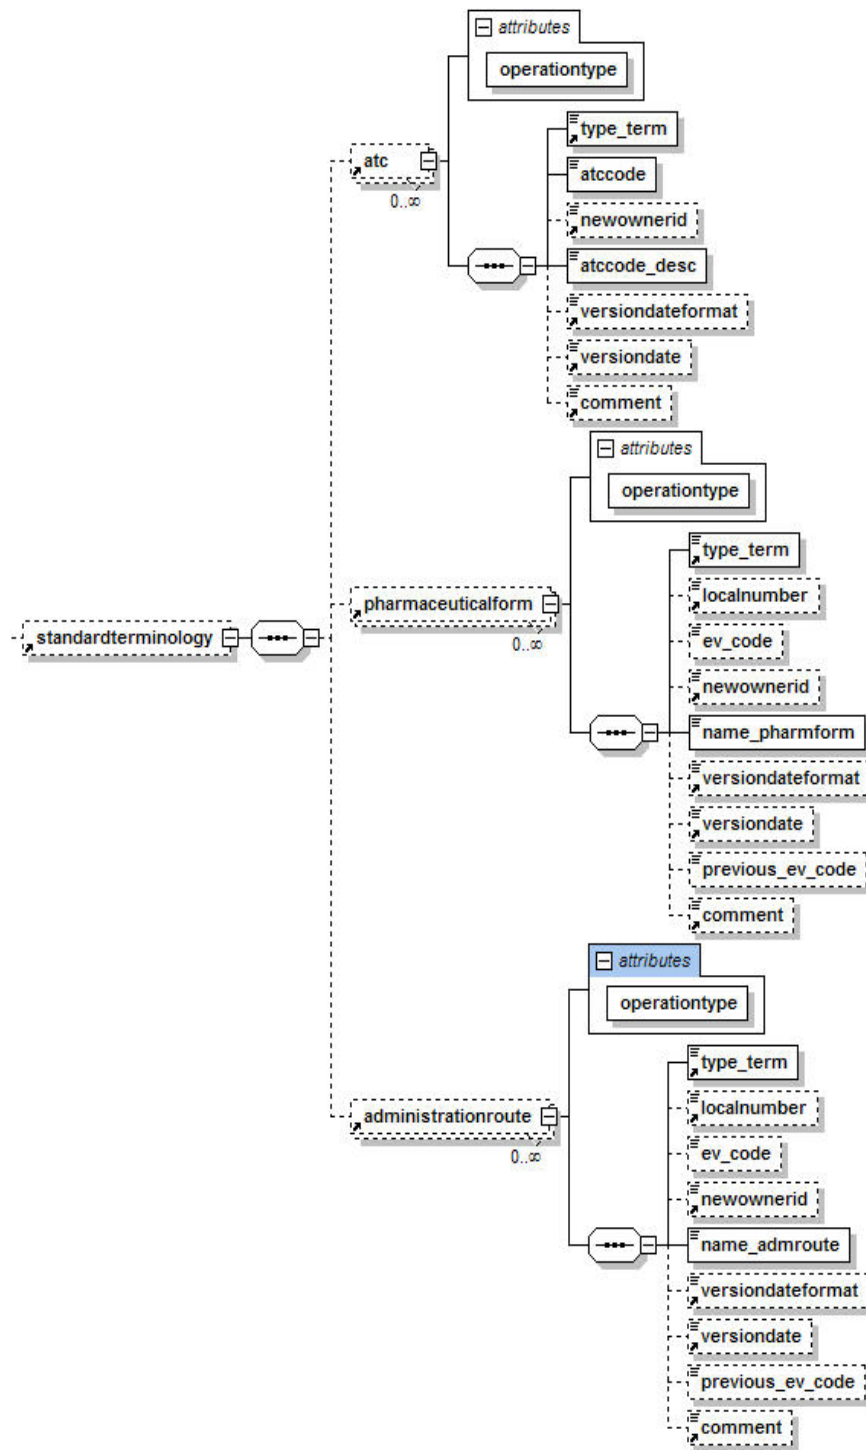 attributes
operationtype
atc
0..∞
type_term
atccode
newownerid
atccode_desc
versiondateformat
versiondate
comment
attributes
operationtype
pharmaceuticalform
0..∞
type_term
localnumber
ev_code
newownerid
name_pharmform
versiondateformat
versiondate
previous_ev_code
comment
standardterminology
attributes
operationtype
administrationroute
0..∞
type_term
localnumber
ev_code
newownerid
name_admroute
versiondateformat
versiondate
previous_ev_code
comment